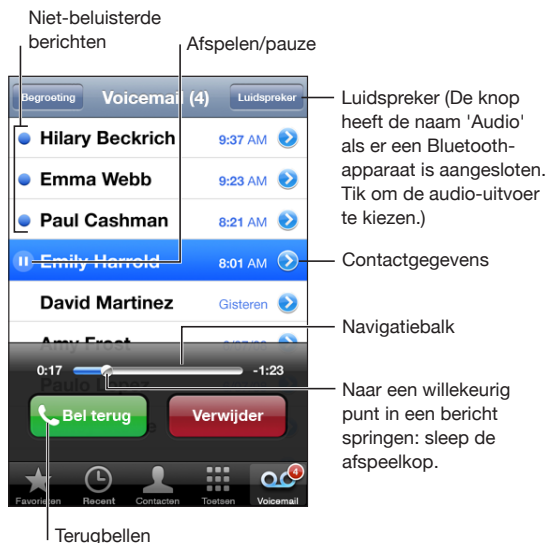 Niet-beluisterde
berichten
Afspelen/pauze
Begroeting
Voicemail (4)
Luidspreker
Hilary Beckrich 9:37 AM
Emma Webb 9:23 AM
Paul Cashman 8:21 AM
Emily Harrold 8:01 AM
David Martinez Gisteren
Amy Frost
0:17 -1:23
Paulo Lopez
Bel terug
Verwijder
Favorieten
Recent
Contacten
Toetsen
4
Voicemail
Luidspreker (De knop
heeft de naam 'Audio'
als er een Bluetooth-
apparaat is aangesloten.
Tik om de audio-uitvoer
te kiezen.)
Contactgegevens
Navigatiebalk
Naar een willekeurig
punt in een bericht
springen: sleep de
afspeelkop.
Terugbellen